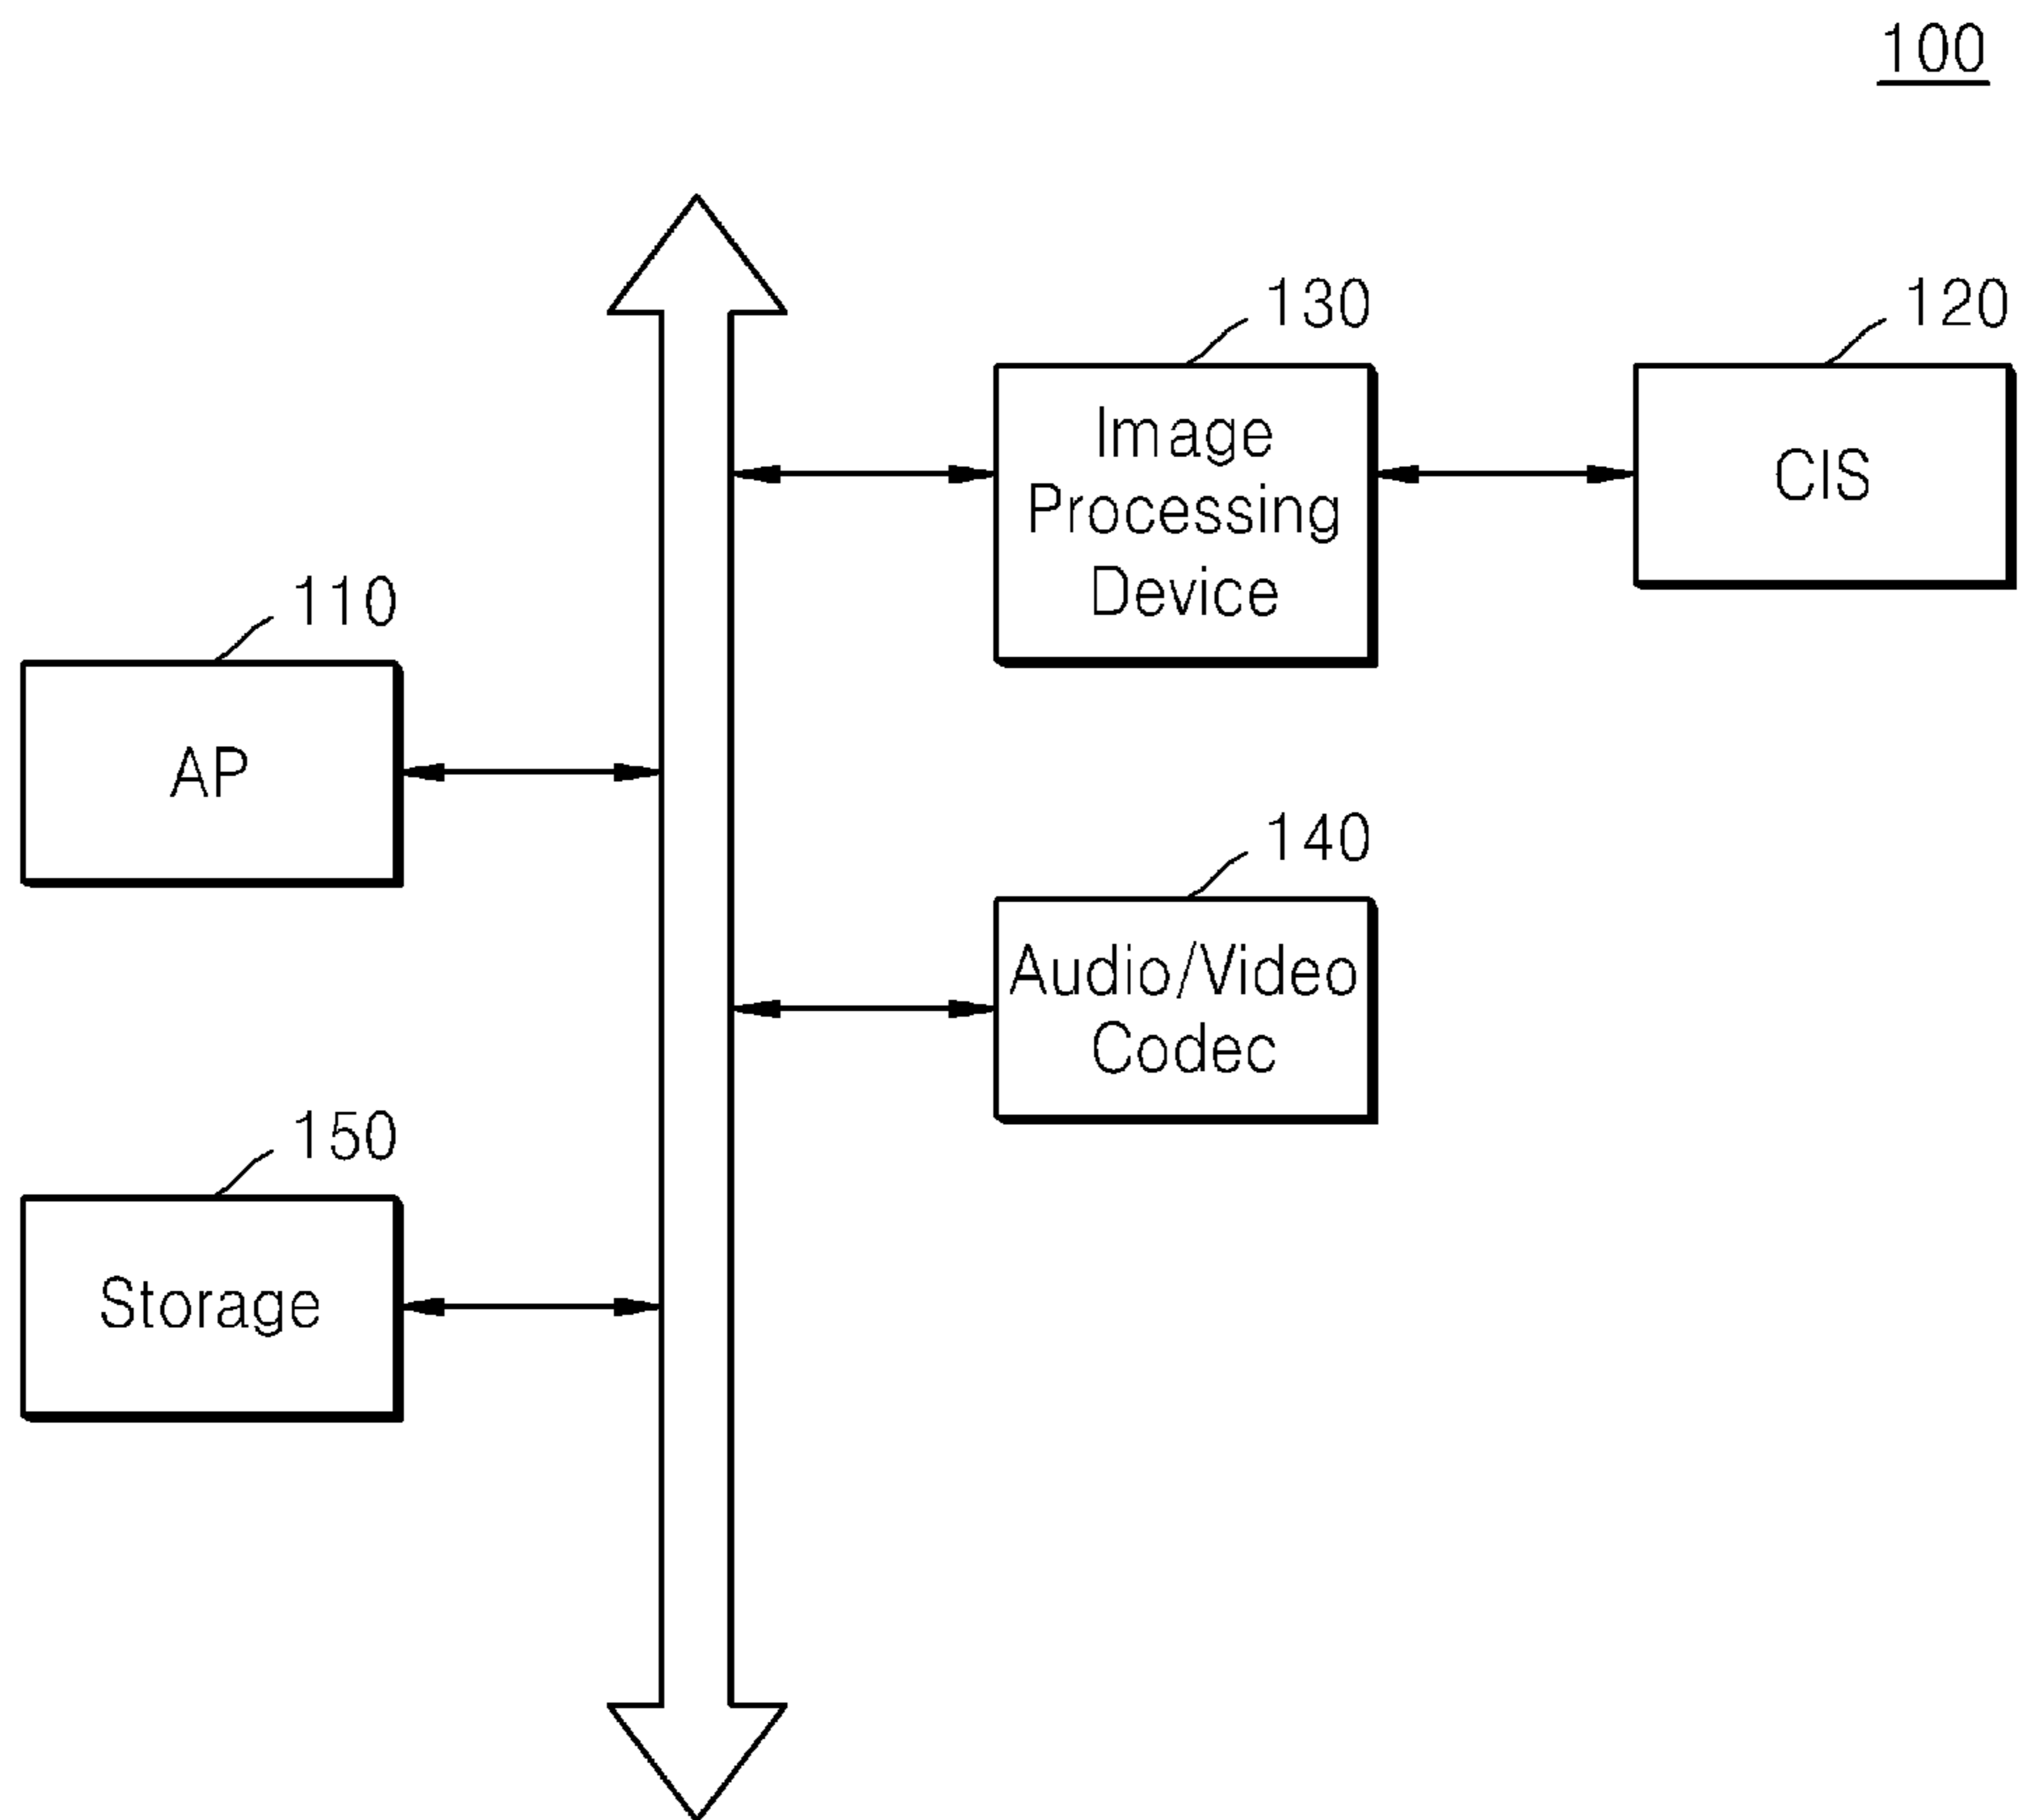 100
130
120
Image
Processing
Device
CIS
110
AP
140
Audio/Video
Codec
150
Storage